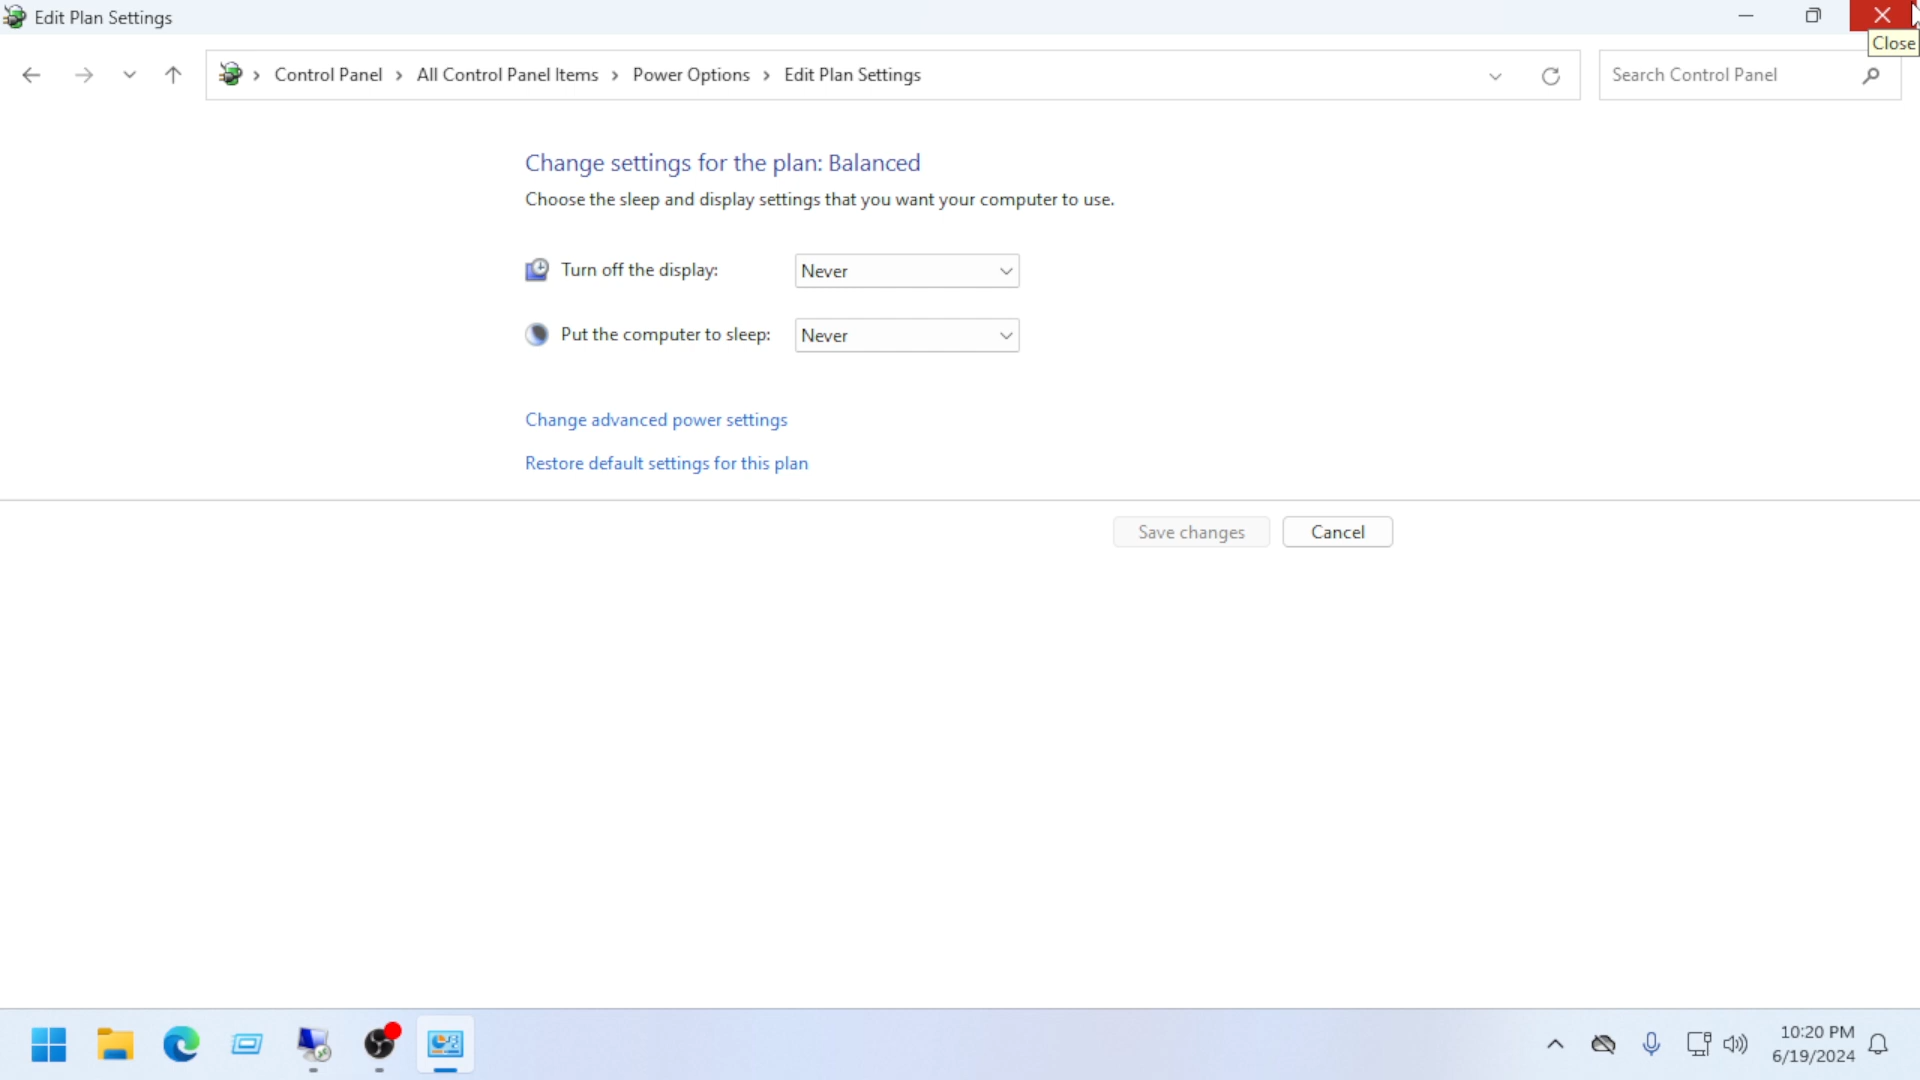 Edit Plan Settings
Close
Control Panel > All Control Panel Items > Power Options > Edit Plan Settings
Search Control Panel
Change settings for the plan: Balanced
Choose the sleep and display settings that you want your computer to use.
Turn off the display: Never
Put the computer to sleep: Never
Change advanced power settings
Restore default settings for this plan
Save changes Cancel
10:20 PM
6/19/2024